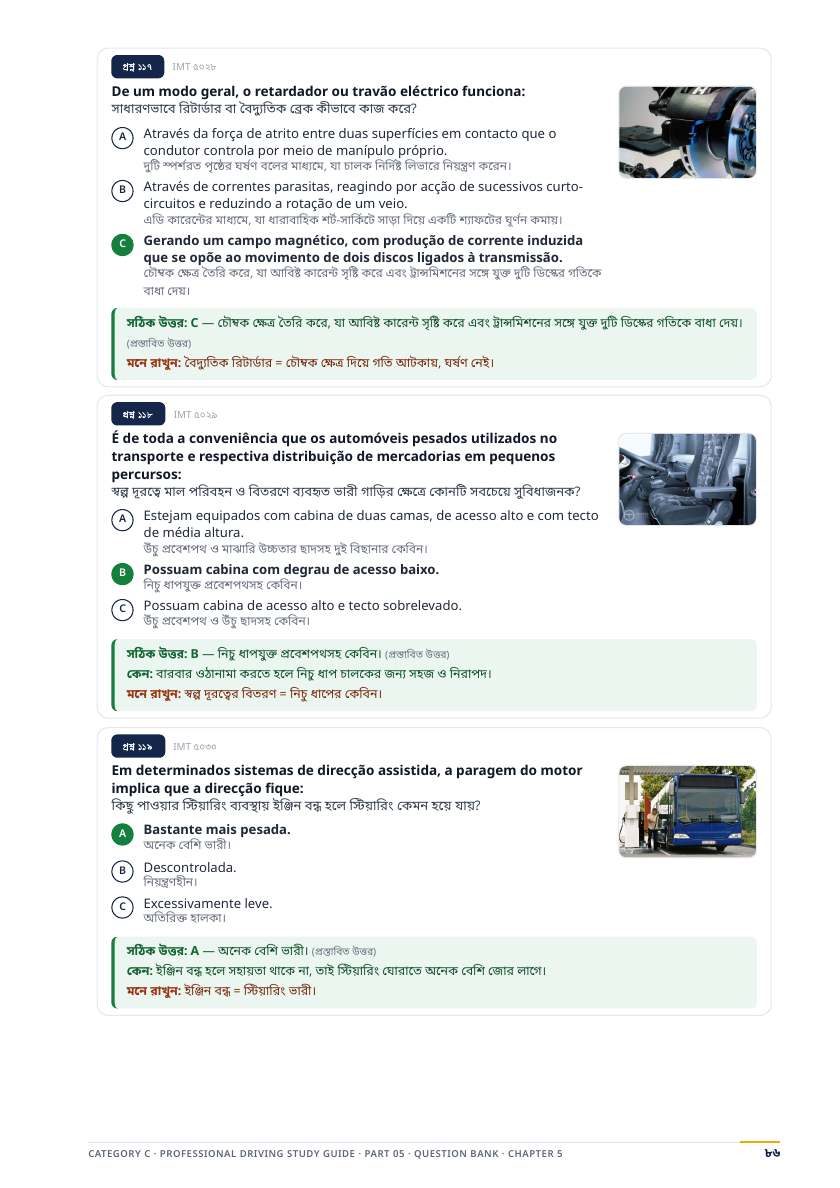 প্রশ্ন ১১৭ IMT ৫০২৮
De um modo geral, o retardador ou travão eléctrico funciona:
সাধারণভাবে রিটার্ডার বা বৈদ্যুতিক ব্রেক কীভাবে কাজ করে?
A Através da força de atrito entre duas superfícies em contacto que o
condutor controla por meio de manípulo próprio.
দুটি স্পর্শরত পৃষ্ঠের ঘর্ষণ বলের মাধ্যমে, যা চালক নির্দিষ্ট লিভারে নিয়ন্ত্রণ করেন।
B Através de correntes parasitas, reagindo por acção de sucessivos curto-
circuitos e reduzindo a rotação de um veio.
এডি কারেন্টের মাধ্যমে, যা ধারাবাহিক শর্ট-সার্কিটে সাড়া দিয়ে একটি শ্যাফটের ঘূর্ণন কমায়।
C Gerando um campo magnético, com produção de corrente induzida
que se opõe ao movimento de dois discos ligados à transmissão.
চৌম্বক ক্ষেত্র তৈরি করে, যা আবিষ্ট কারেন্ট সৃষ্টি করে এবং ট্রান্সমিশনের সঙ্গে যুক্ত দুটি ডিস্কের গতিকে
বাধা দেয়।
সঠিক উত্তর: C — চৌম্বক ক্ষেত্র তৈরি করে, যা আবিষ্ট কারেন্ট সৃষ্টি করে এবং ট্রান্সমিশনের সঙ্গে যুক্ত দুটি ডিস্কের গতিকে বাধা দেয়।
(প্রস্তাবিত উত্তর)
মনে রাখুন: বৈদ্যুতিক রিটার্ডার = চৌম্বক ক্ষেত্র দিয়ে গতি আটকায়, ঘর্ষণ নেই।
প্রশ্ন ১১৮ IMT ৫০২৯
É de toda a conveniência que os automóveis pesados utilizados no
transporte e respectiva distribuição de mercadorias em pequenos
percursos:
স্বল্প দূরত্বে মাল পরিবহন ও বিতরণে ব্যবহৃত ভারী গাড়ির ক্ষেত্রে কোনটি সবচেয়ে সুবিধাজনক?
A Estejam equipados com cabina de duas camas, de acesso alto e com tecto
de média altura.
উঁচু প্রবেশপথ ও মাঝারি উচ্চতার ছাদসহ দুই বিছানার কেবিন।
B Possuam cabina com degrau de acesso baixo.
নিচু ধাপযুক্ত প্রবেশপথসহ কেবিন।
C Possuam cabina de acesso alto e tecto sobrelevado.
উঁচু প্রবেশপথ ও উঁচু ছাদসহ কেবিন।
সঠিক উত্তর: B — নিচু ধাপযুক্ত প্রবেশপথসহ কেবিন। (প্রস্তাবিত উত্তর)
কেন: বারবার ওঠানামা করতে হলে নিচু ধাপ চালকের জন্য সহজ ও নিরাপদ।
মনে রাখুন: স্বল্প দূরত্বের বিতরণ = নিচু ধাপের কেবিন।
প্রশ্ন ১১৯ IMT ৫০৩০
Em determinados sistemas de direcção assistida, a paragem do motor
implica que a direcção fique:
কিছু পাওয়ার স্টিয়ারিং ব্যবস্থায় ইঞ্জিন বন্ধ হলে স্টিয়ারিং কেমন হয়ে যায়?
A Bastante mais pesada.
অনেক বেশি ভারী।
B Descontrolada.
নিয়ন্ত্রণহীন।
C Excessivamente leve.
অতিরিক্ত হালকা।
সঠিক উত্তর: A — অনেক বেশি ভারী। (প্রস্তাবিত উত্তর)
কেন: ইঞ্জিন বন্ধ হলে সহায়তা থাকে না, তাই স্টিয়ারিং ঘোরাতে অনেক বেশি জোর লাগে।
মনে রাখুন: ইঞ্জিন বন্ধ = স্টিয়ারিং ভারী।
CATEGORY C · PROFESSIONAL DRIVING STUDY GUIDE · PART 05 · QUESTION BANK · CHAPTER 5 ৮৬